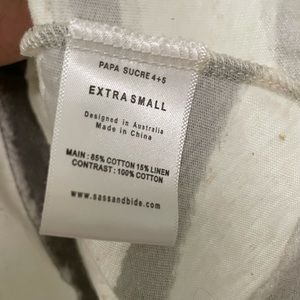 PAPA SUCRE 4+5
EXTRA SMALL
Designed in Australia
Made in China
MAIN : 85% COTTON 15% LINEN
CONTRAST : 100% COTTON
www.sassandbide.com